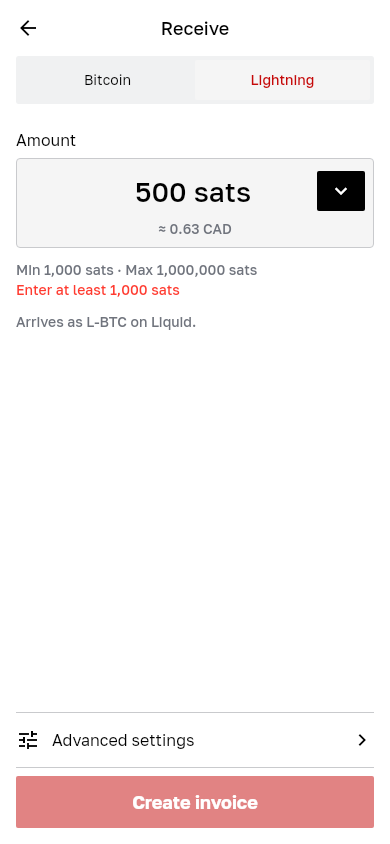 Receive
Bitcoin
Lightning
Amount
500 sats
≈ 0.63 CAD
Min 1,000 sats · Max 1,000,000 sats
Enter at least 1,000 sats
Arrives as L-BTC on Liquid.
Advanced settings
Create invoice